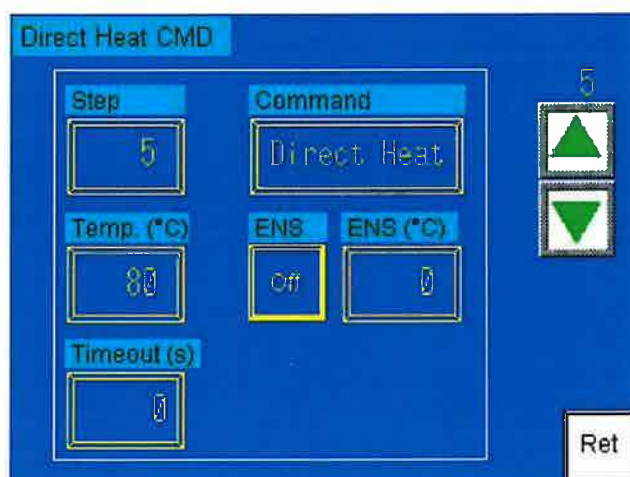 Direct Heat CMD
5
Step Command
5 Direct Heat
Temp. (°C) ENS ENS (°C)
80 Off 0
Timeout (s)
0
Ret